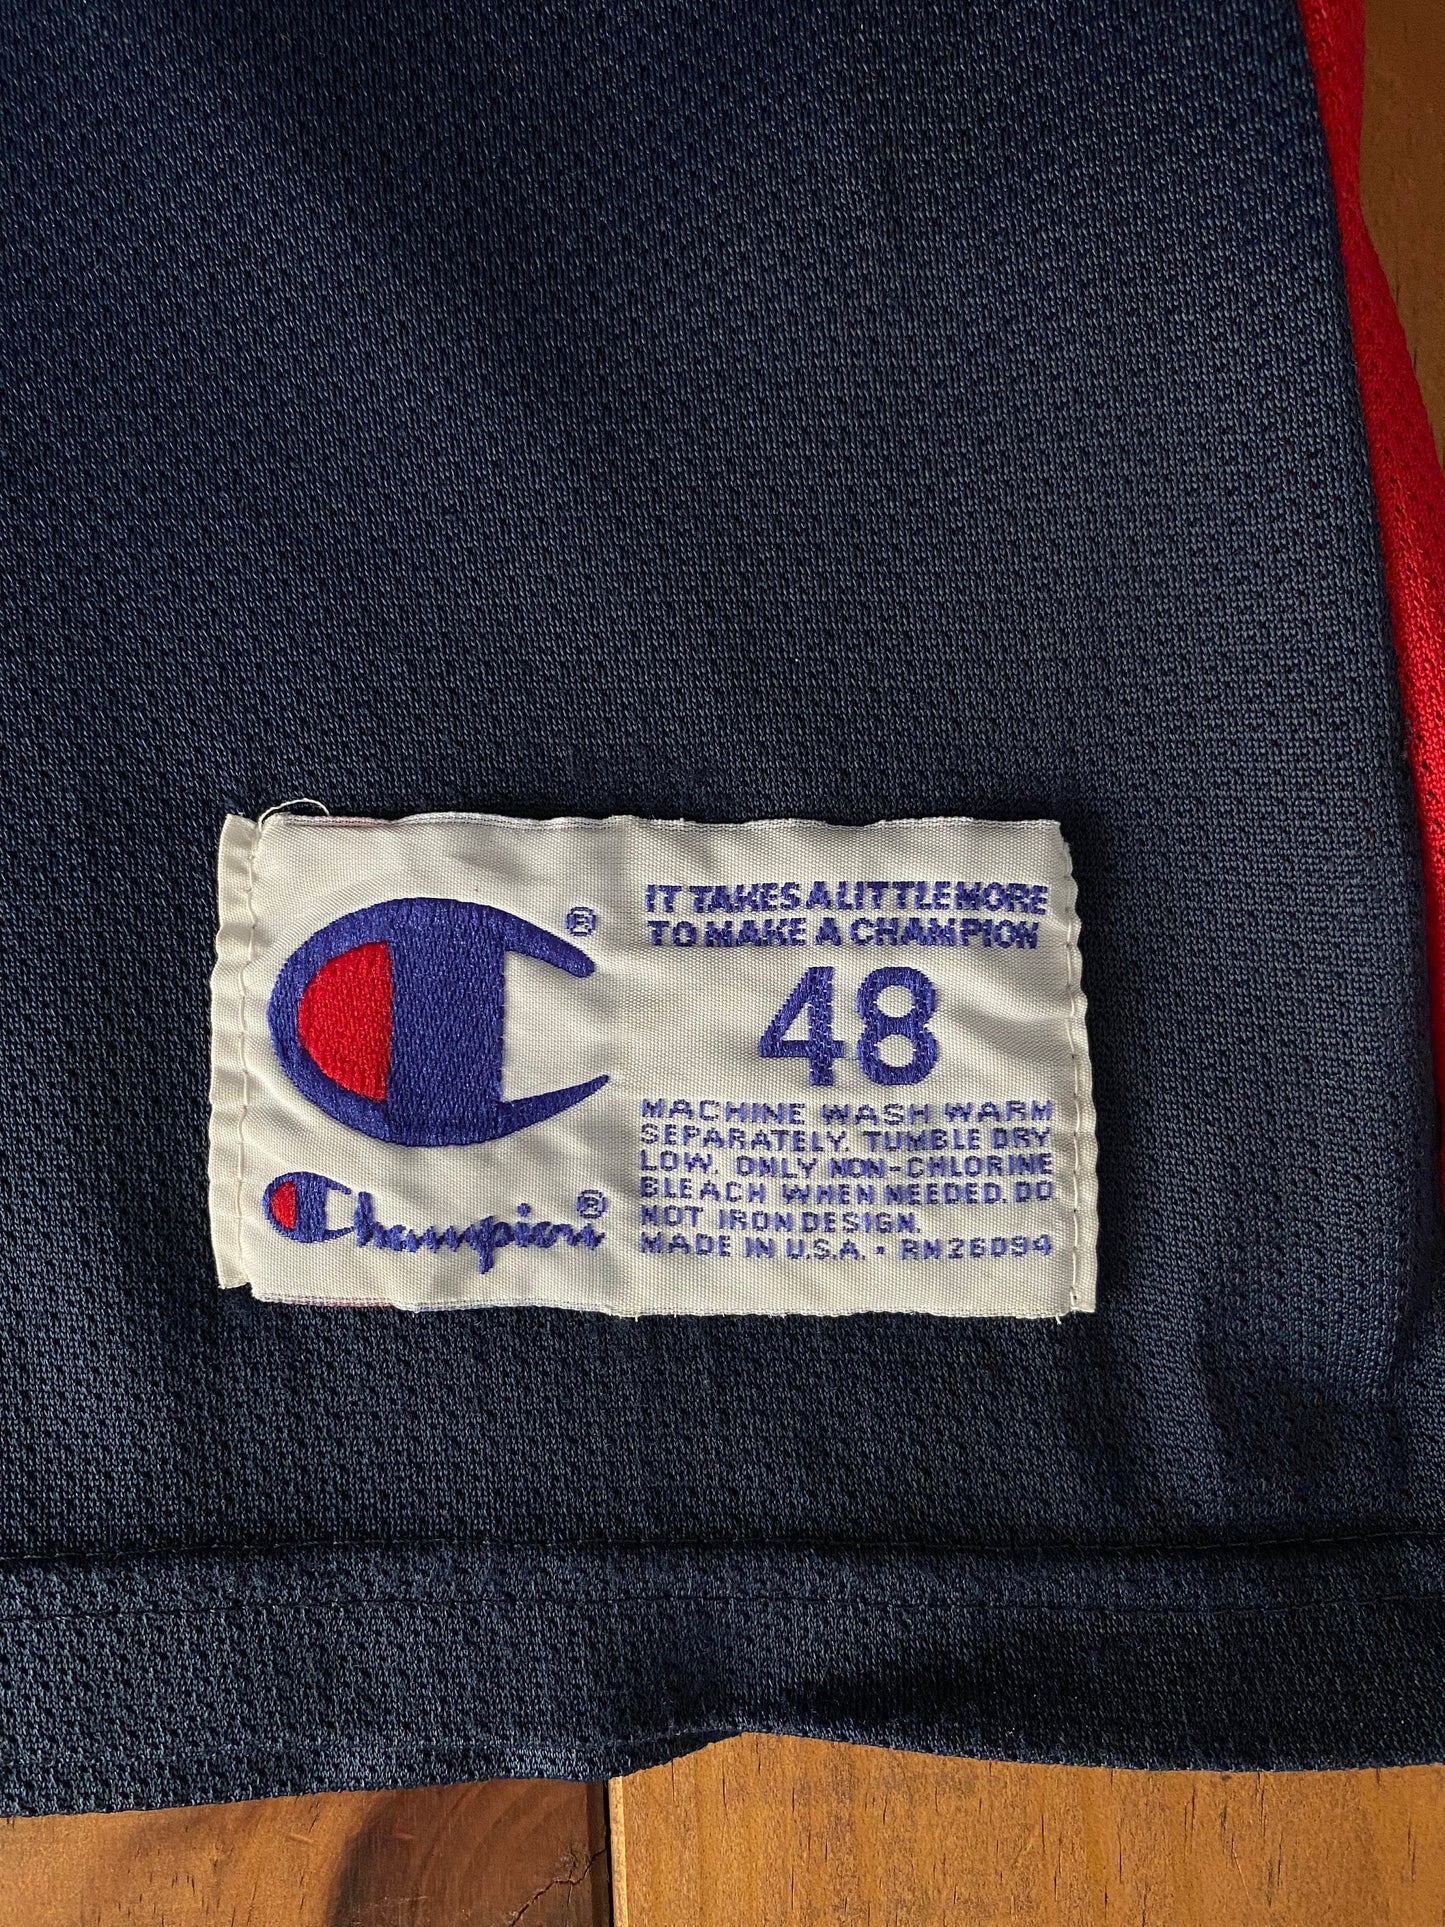 IT TAKES A LITTLE MORE
TO MAKE A CHAMPION
®
48
MACHINE WASH WARM
SEPARATELY. TUMBLE DRY
LOW. ONLY NON-CHLORINE
BLEACH WHEN NEEDED. DO
NOT IRON DESIGN.
MADE IN U.S.A. • RN26094
Champion®